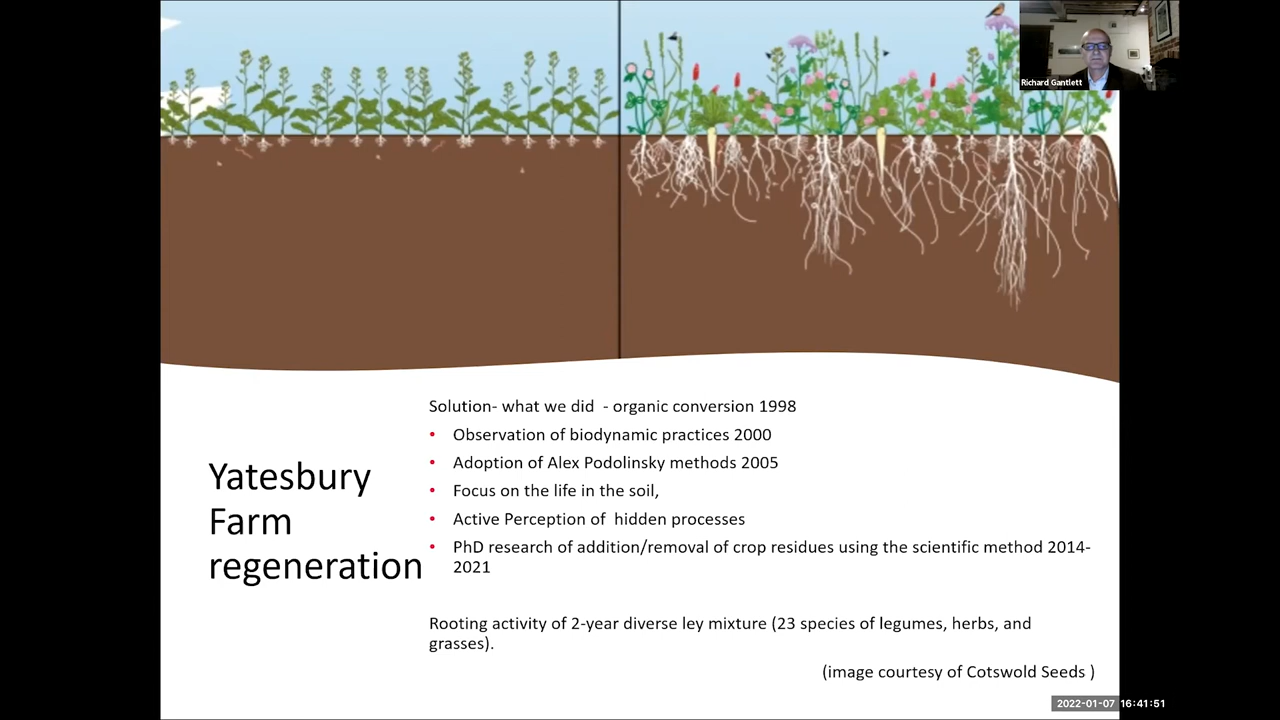 Richard Gantlett
Solution- what we did - organic conversion 1998
• Observation of biodynamic practices 2000
• Adoption of Alex Podolinsky methods 2005
• Focus on the life in the soil,
• Active Perception of hidden processes
• PhD research of addition/removal of crop residues using the scientific method 2014-
2021
Yatesbury
Farm
regeneration
Rooting activity of 2-year diverse ley mixture (23 species of legumes, herbs, and
grasses).
(image courtesy of Cotswold Seeds )
2022-01-07 16:41:51